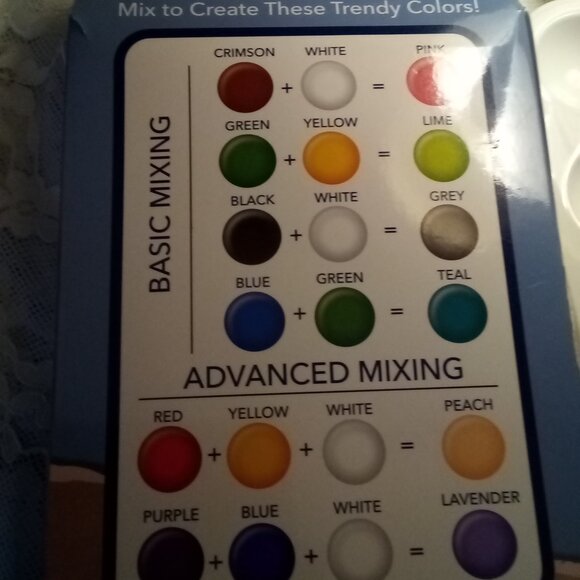 Mix to Create These Trendy Colors!
BASIC MIXING
CRIMSON + WHITE = PINK
GREEN + YELLOW = LIME
BLACK + WHITE = GREY
BLUE + GREEN = TEAL
ADVANCED MIXING
RED + YELLOW + WHITE = PEACH
PURPLE + BLUE + WHITE = LAVENDER